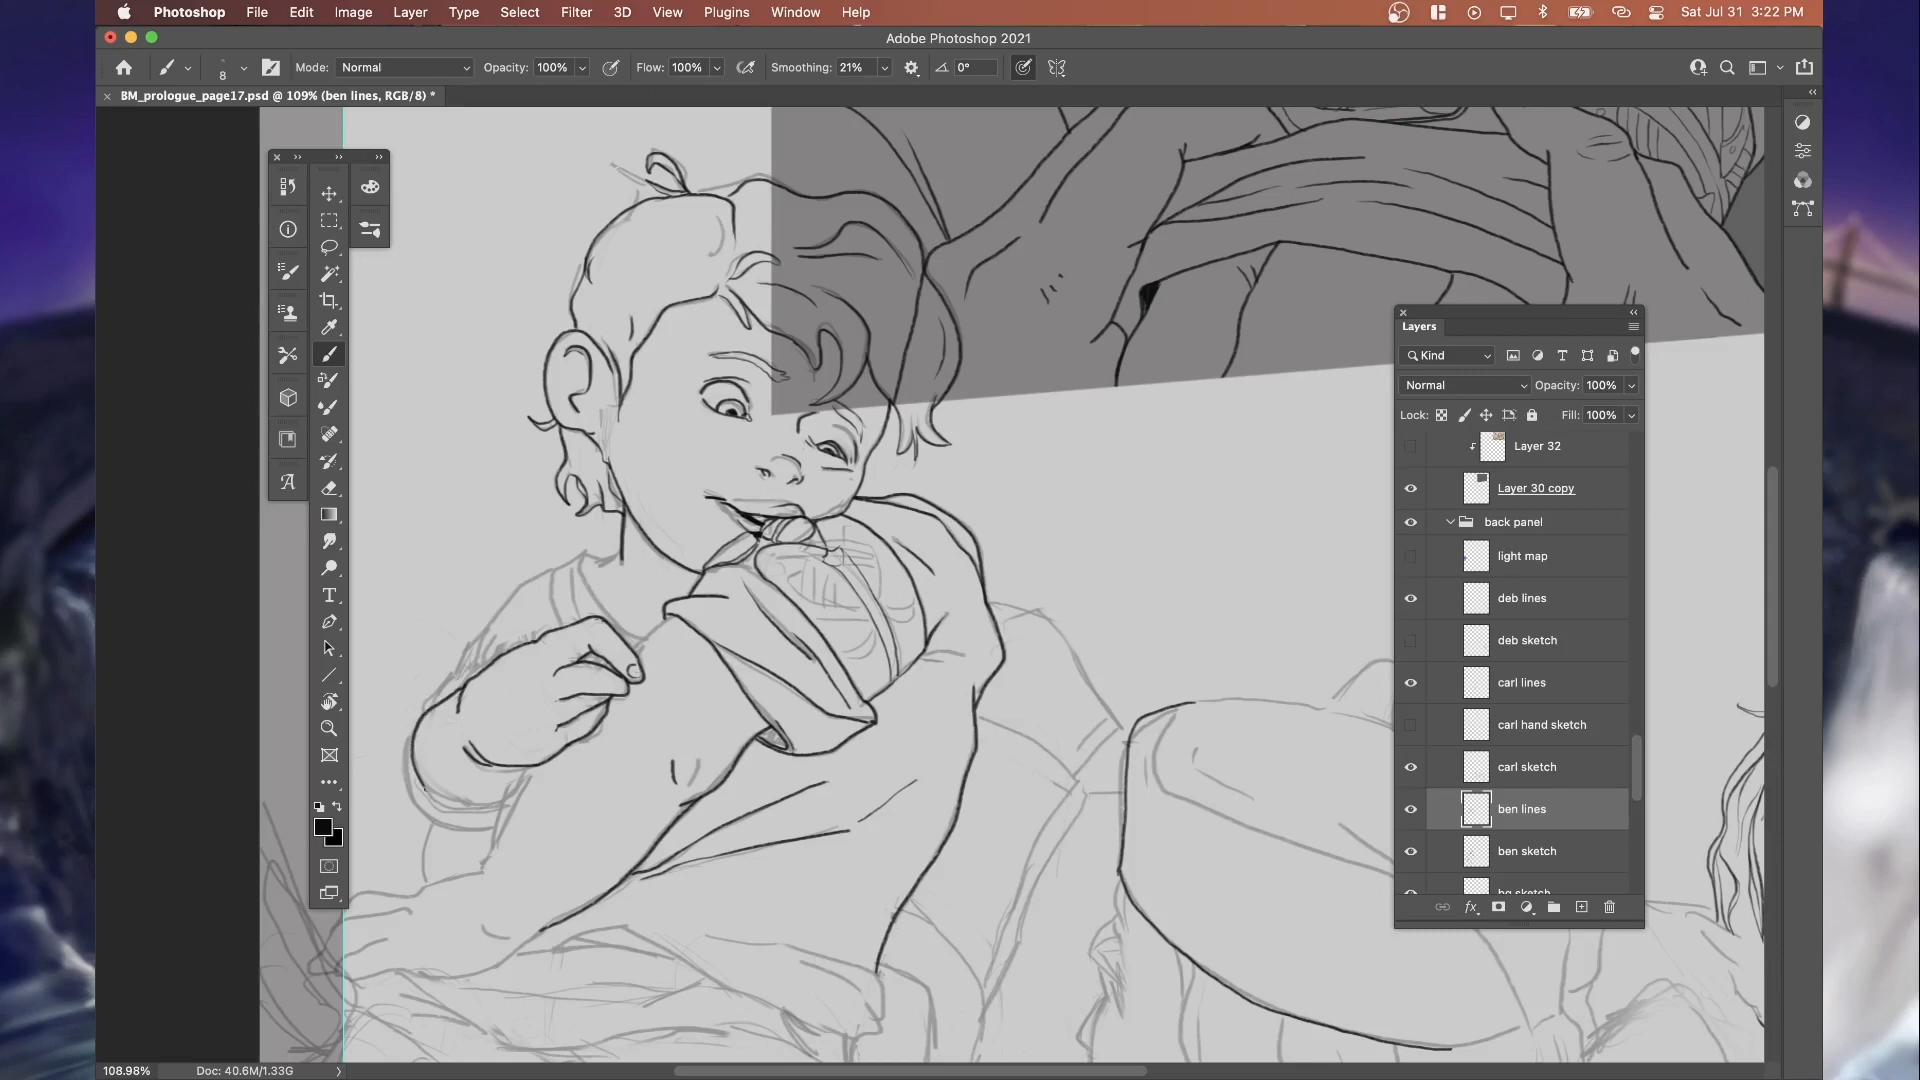 Photoshop File Edit Image Layer Type Select Filter 3D View Plugins Window Help Sat Jul 31 3:22 PM
Adobe Photoshop 2021
8 Mode: Normal Opacity: 100% Flow: 100% Smoothing: 21% 0°
BM_prologue_page17.psd @ 109% (ben lines, RGB/8) *
Layers
Kind
Normal Opacity: 100%
Lock: Fill: 100%
Layer 32
Layer 30 copy
back panel
light map
deb lines
deb sketch
carl lines
carl hand sketch
carl sketch
ben lines
ben sketch
bg sketch
108.98% Doc: 40.6M/1.33G